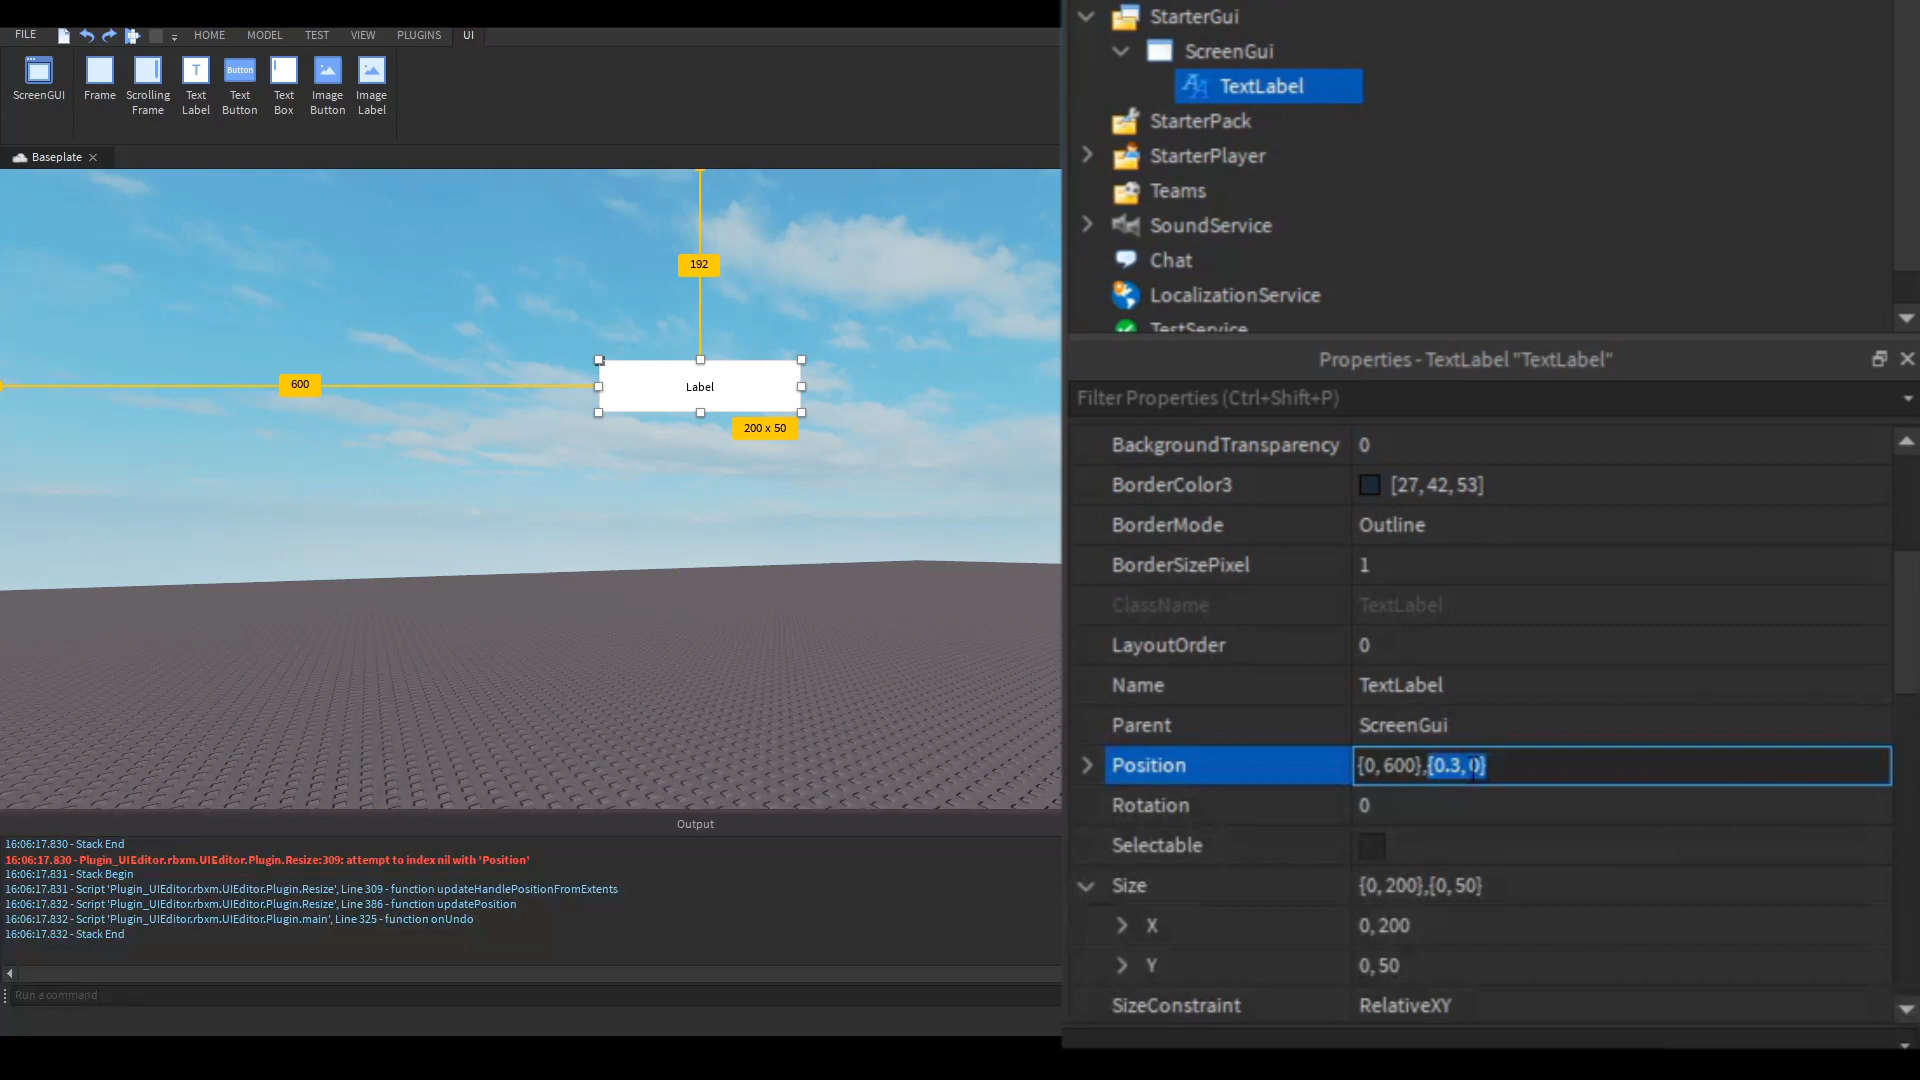 FILE
HOME
MODEL
TEST
VIEW
PLUGINS
UI
ScreenGUI
Frame
Scrolling
Frame
T
Text
Label
Button
Text
Button
Text
Box
Image
Button
Image
Label
Baseplate
192
600
Label
200 x 50
Output
16:06:17.830 - Stack End
16:06:17.830 - Plugin_UIEditor.rbxm.UIEditor.Plugin.Resize:309: attempt to index nil with 'Position'
16:06:17.831 - Stack Begin
16:06:17.831 - Script 'Plugin_UIEditor.rbxm.UIEditor.Plugin.Resize', Line 309 - function updateHandlePositionFromExtents
16:06:17.832 - Script 'Plugin_UIEditor.rbxm.UIEditor.Plugin.Resize', Line 386 - function updatePosition
16:06:17.832 - Script 'Plugin_UIEditor.rbxm.UIEditor.Plugin.main', Line 325 - function onUndo
16:06:17.832 - Stack End
Run a command
StarterGui
ScreenGui
TextLabel
StarterPack
StarterPlayer
Teams
SoundService
Chat
LocalizationService
TestService
Properties - TextLabel "TextLabel"
Filter Properties (Ctrl+Shift+P)
BackgroundTransparency 0
BorderColor3 [27, 42, 53]
BorderMode Outline
BorderSizePixel 1
ClassName TextLabel
LayoutOrder 0
Name TextLabel
Parent ScreenGui
Position {0, 600},{0.3, 0}
Rotation 0
Selectable
Size {0, 200},{0, 50}
X 0, 200
Y 0, 50
SizeConstraint RelativeXY